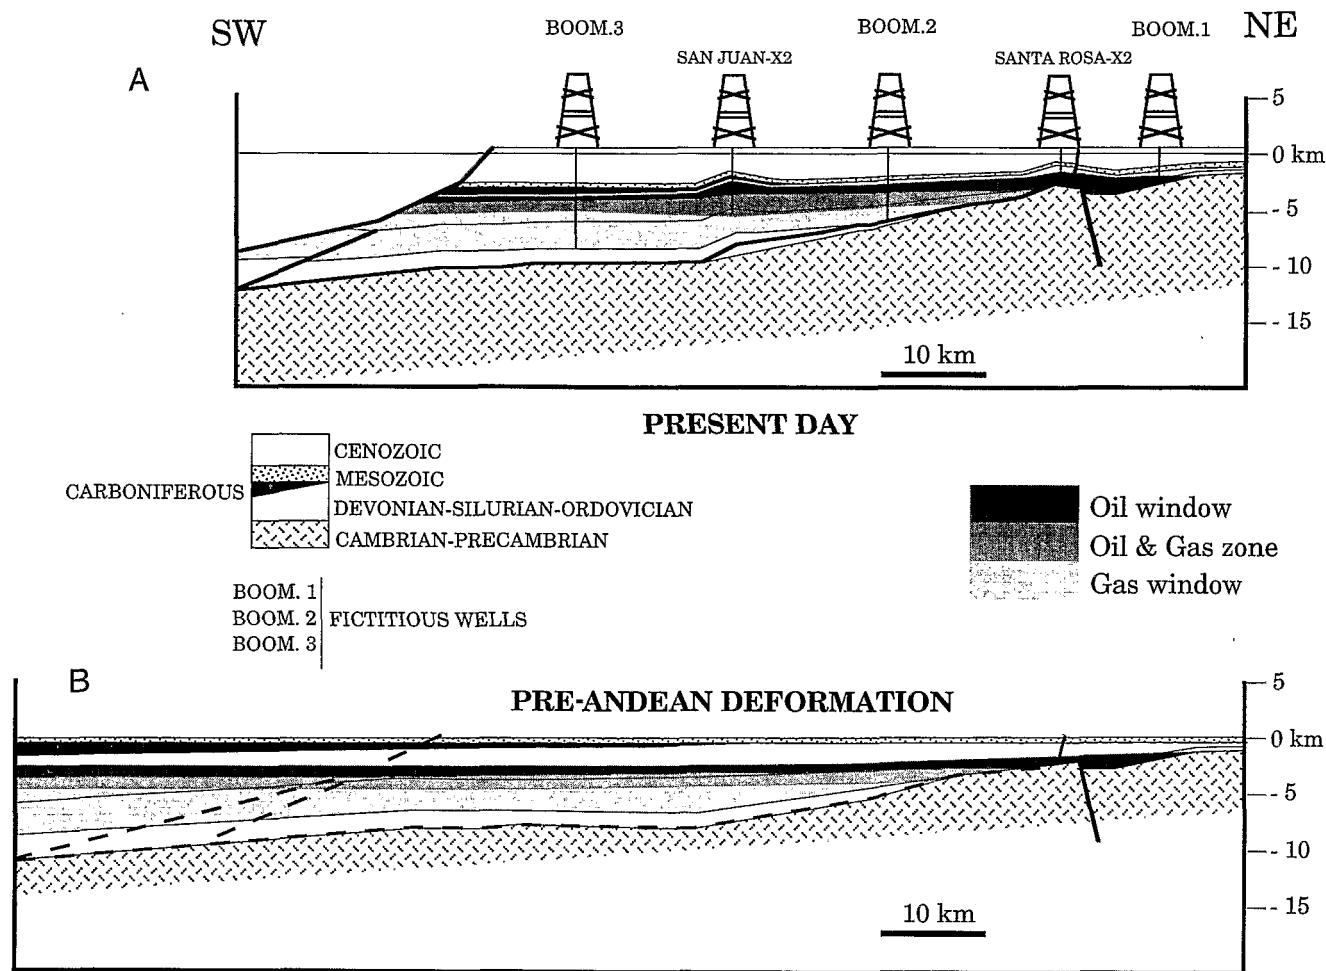 SW
BOOM.3
BOOM.2
BOOM.1
NE
A
SAN JUAN-X2
SANTA ROSA-X2
5
0 km
- 5
- 10
- 15
10 km
PRESENT DAY
CENOZOIC
MESOZOIC
CARBONIFEROUS
DEVONIAN-SILURIAN-ORDOVICIAN
CAMBRIAN-PRECAMBRIAN
Oil window
Oil & Gas zone
Gas window
BOOM. 1
BOOM. 2
FICTITIOUS WELLS
BOOM. 3
B
PRE-ANDEAN DEFORMATION
5
0 km
- 5
- 10
- 15
10 km